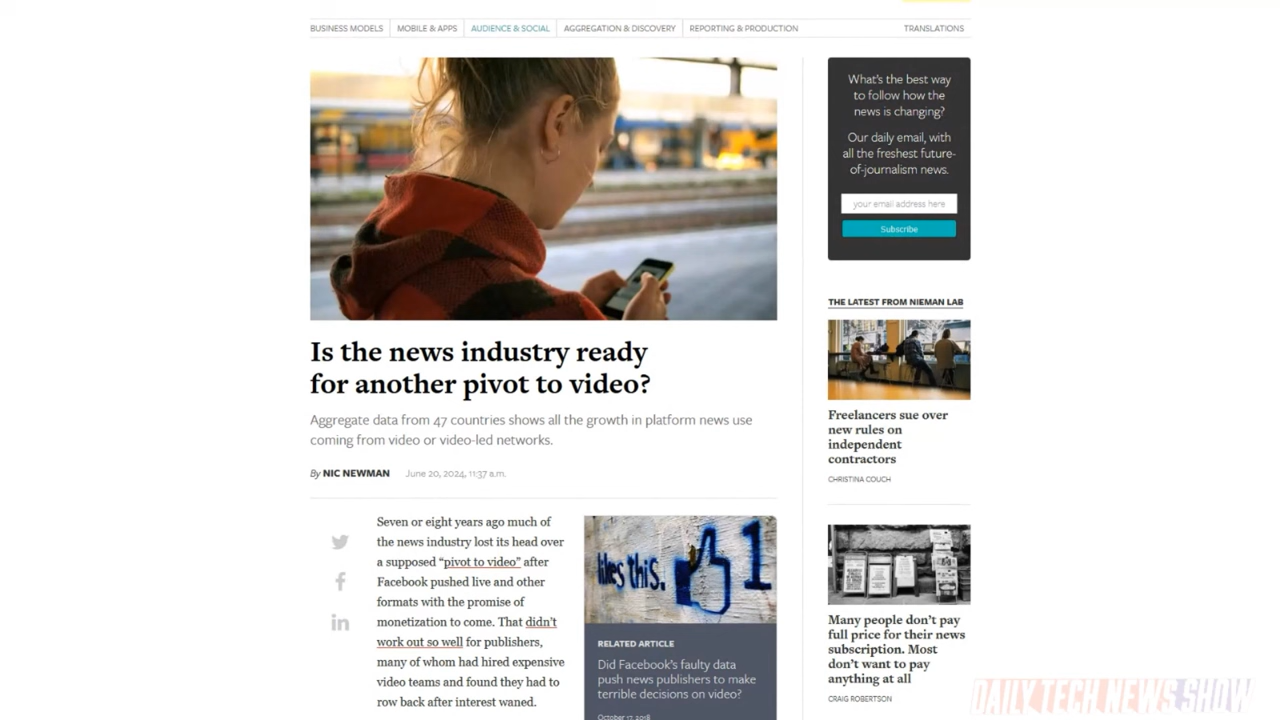 BUSINESS MODELS
MOBILE & APPS
AUDIENCE & SOCIAL
AGGREGATION & DISCOVERY
REPORTING & PRODUCTION
TRANSLATIONS
Is the news industry ready
for another pivot to video?
Aggregate data from 47 countries shows all the growth in platform news use
coming from video or video-led networks.
By NIC NEWMAN June 20, 2024, 11:37 a.m.
Seven or eight years ago much of
the news industry lost its head over
a supposed “pivot to video” after
Facebook pushed live and other
formats with the promise of
monetization to come. That didn’t
work out so well for publishers,
many of whom had hired expensive
video teams and found they had to
row back after interest waned.
likes this. 1
RELATED ARTICLE
Did Facebook’s faulty data
push news publishers to make
terrible decisions on video?
October 17, 2018
What’s the best way
to follow how the
news is changing?
Our daily email, with
all the freshest future-
of-journalism news.
your email address here
Subscribe
THE LATEST FROM NIEMAN LAB
Freelancers sue over
new rules on
independent
contractors
CHRISTINA COUCH
Many people don’t pay
full price for their news
subscription. Most
don’t want to pay
anything at all
CRAIG ROBERTSON
DAILY TECH NEWS SHOW